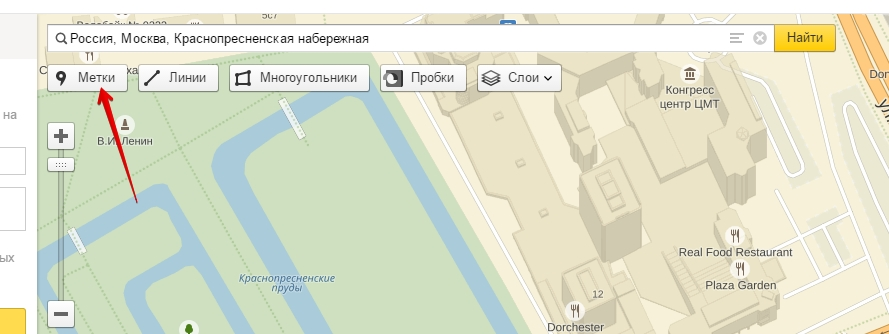 5с7
Россия, Москва, Краснопресненская набережная
Найти
Метки
Линии
Многоугольники
Пробки
Слои
Конгресс
центр ЦМТ
на
В.И. Ленин
ых
Real Food Restaurant
Plaza Garden
Краснопресненские
пруды
12
Dorchester